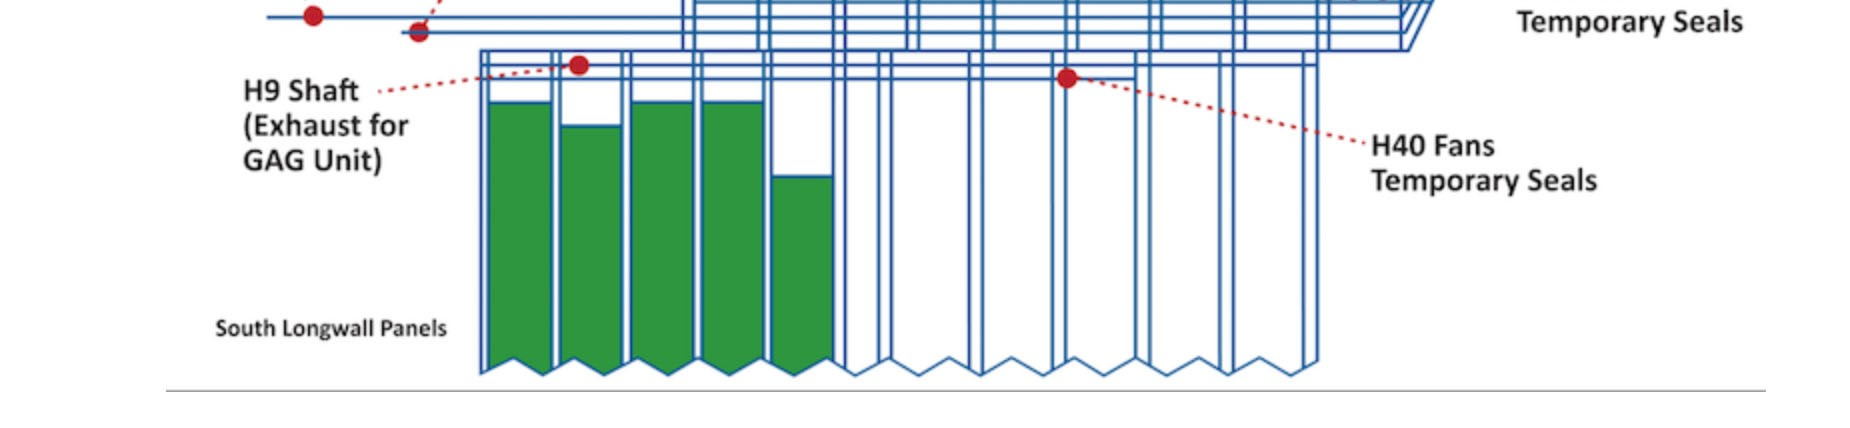 Temporary Seals
H9 Shaft
(Exhaust for
GAG Unit)
H40 Fans
Temporary Seals
South Longwall Panels